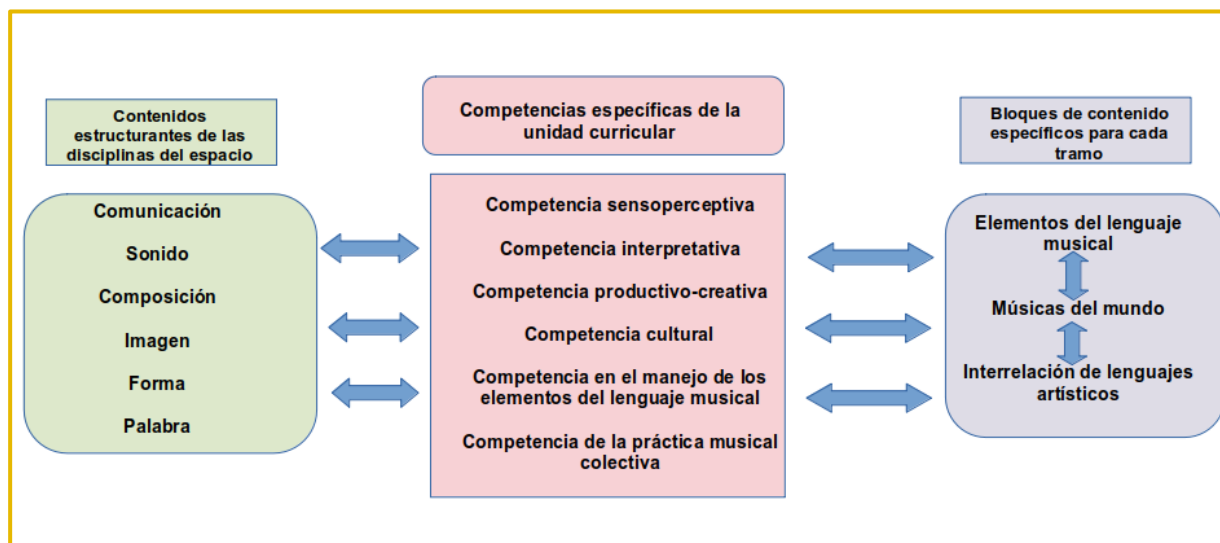 Contenidos
estructurantes de las
disciplinas del espacio
Comunicación
Sonido
Composición
Imagen
Forma
Palabra
Competencias específicas de la
unidad curricular
Competencia sensoperceptiva
Competencia interpretativa
Competencia productivo-creativa
Competencia cultural
Competencia en el manejo de los
elementos del lenguaje musical
Competencia de la práctica musical
colectiva
Bloques de contenido
específicos para cada
tramo
Elementos del lenguaje
musical
Músicas del mundo
Interrelación de lenguajes
artísticos